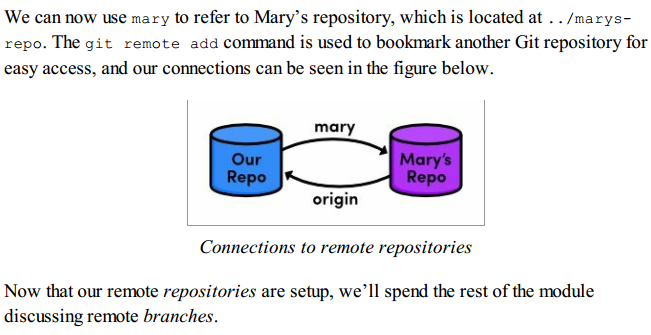 We can now use mary to refer to Mary’s repository, which is located at ../marys-
repo. The git remote add command is used to bookmark another Git repository for
easy access, and our connections can be seen in the figure below.
mary
Our
Repo
Mary's
Repo
origin
Connections to remote repositories
Now that our remote repositories are setup, we’ll spend the rest of the module
discussing remote branches.